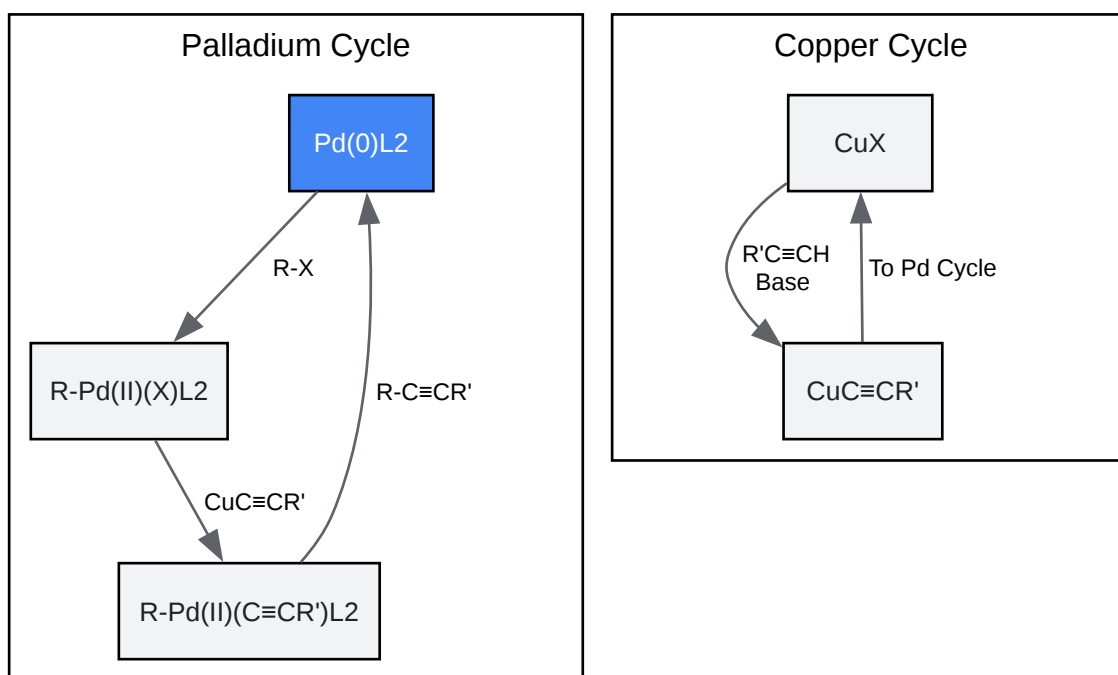 Palladium Cycle
Pd(0)L2
R-X
R-Pd(II)(X)L2
R-C≡CR'
CuC≡CR'
R-Pd(II)(C≡CR')L2
Copper Cycle
CuX
R'C≡CH
Base
To Pd Cycle
CuC≡CR'